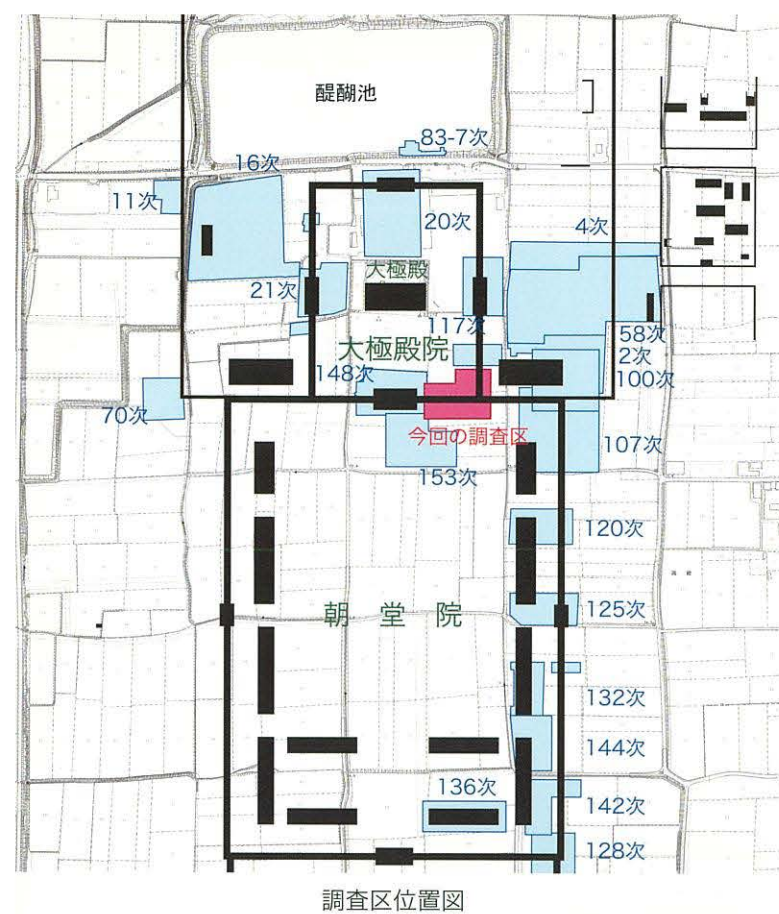 醍醐池
83-7次
16次
11次
20次
4次
大極殿
21次
117次
58次
大極殿院
2次
148次
100次
70次
今回の調査区
107次
153次
120次
125次
朝堂院
132次
144次
136次
142次
128次
調査区位置図